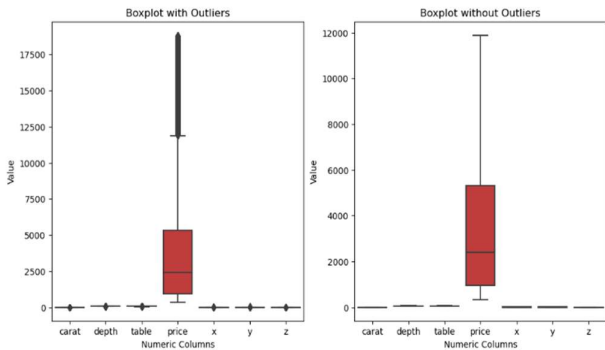 Boxplot with Outliers
17500
15000
12500
10000
7500
5000
2500
0
Value
carat depth table price x y z
Numeric Columns
Boxplot without Outliers
12000
10000
8000
6000
4000
2000
0
Value
carat depth table price x y z
Numeric Columns